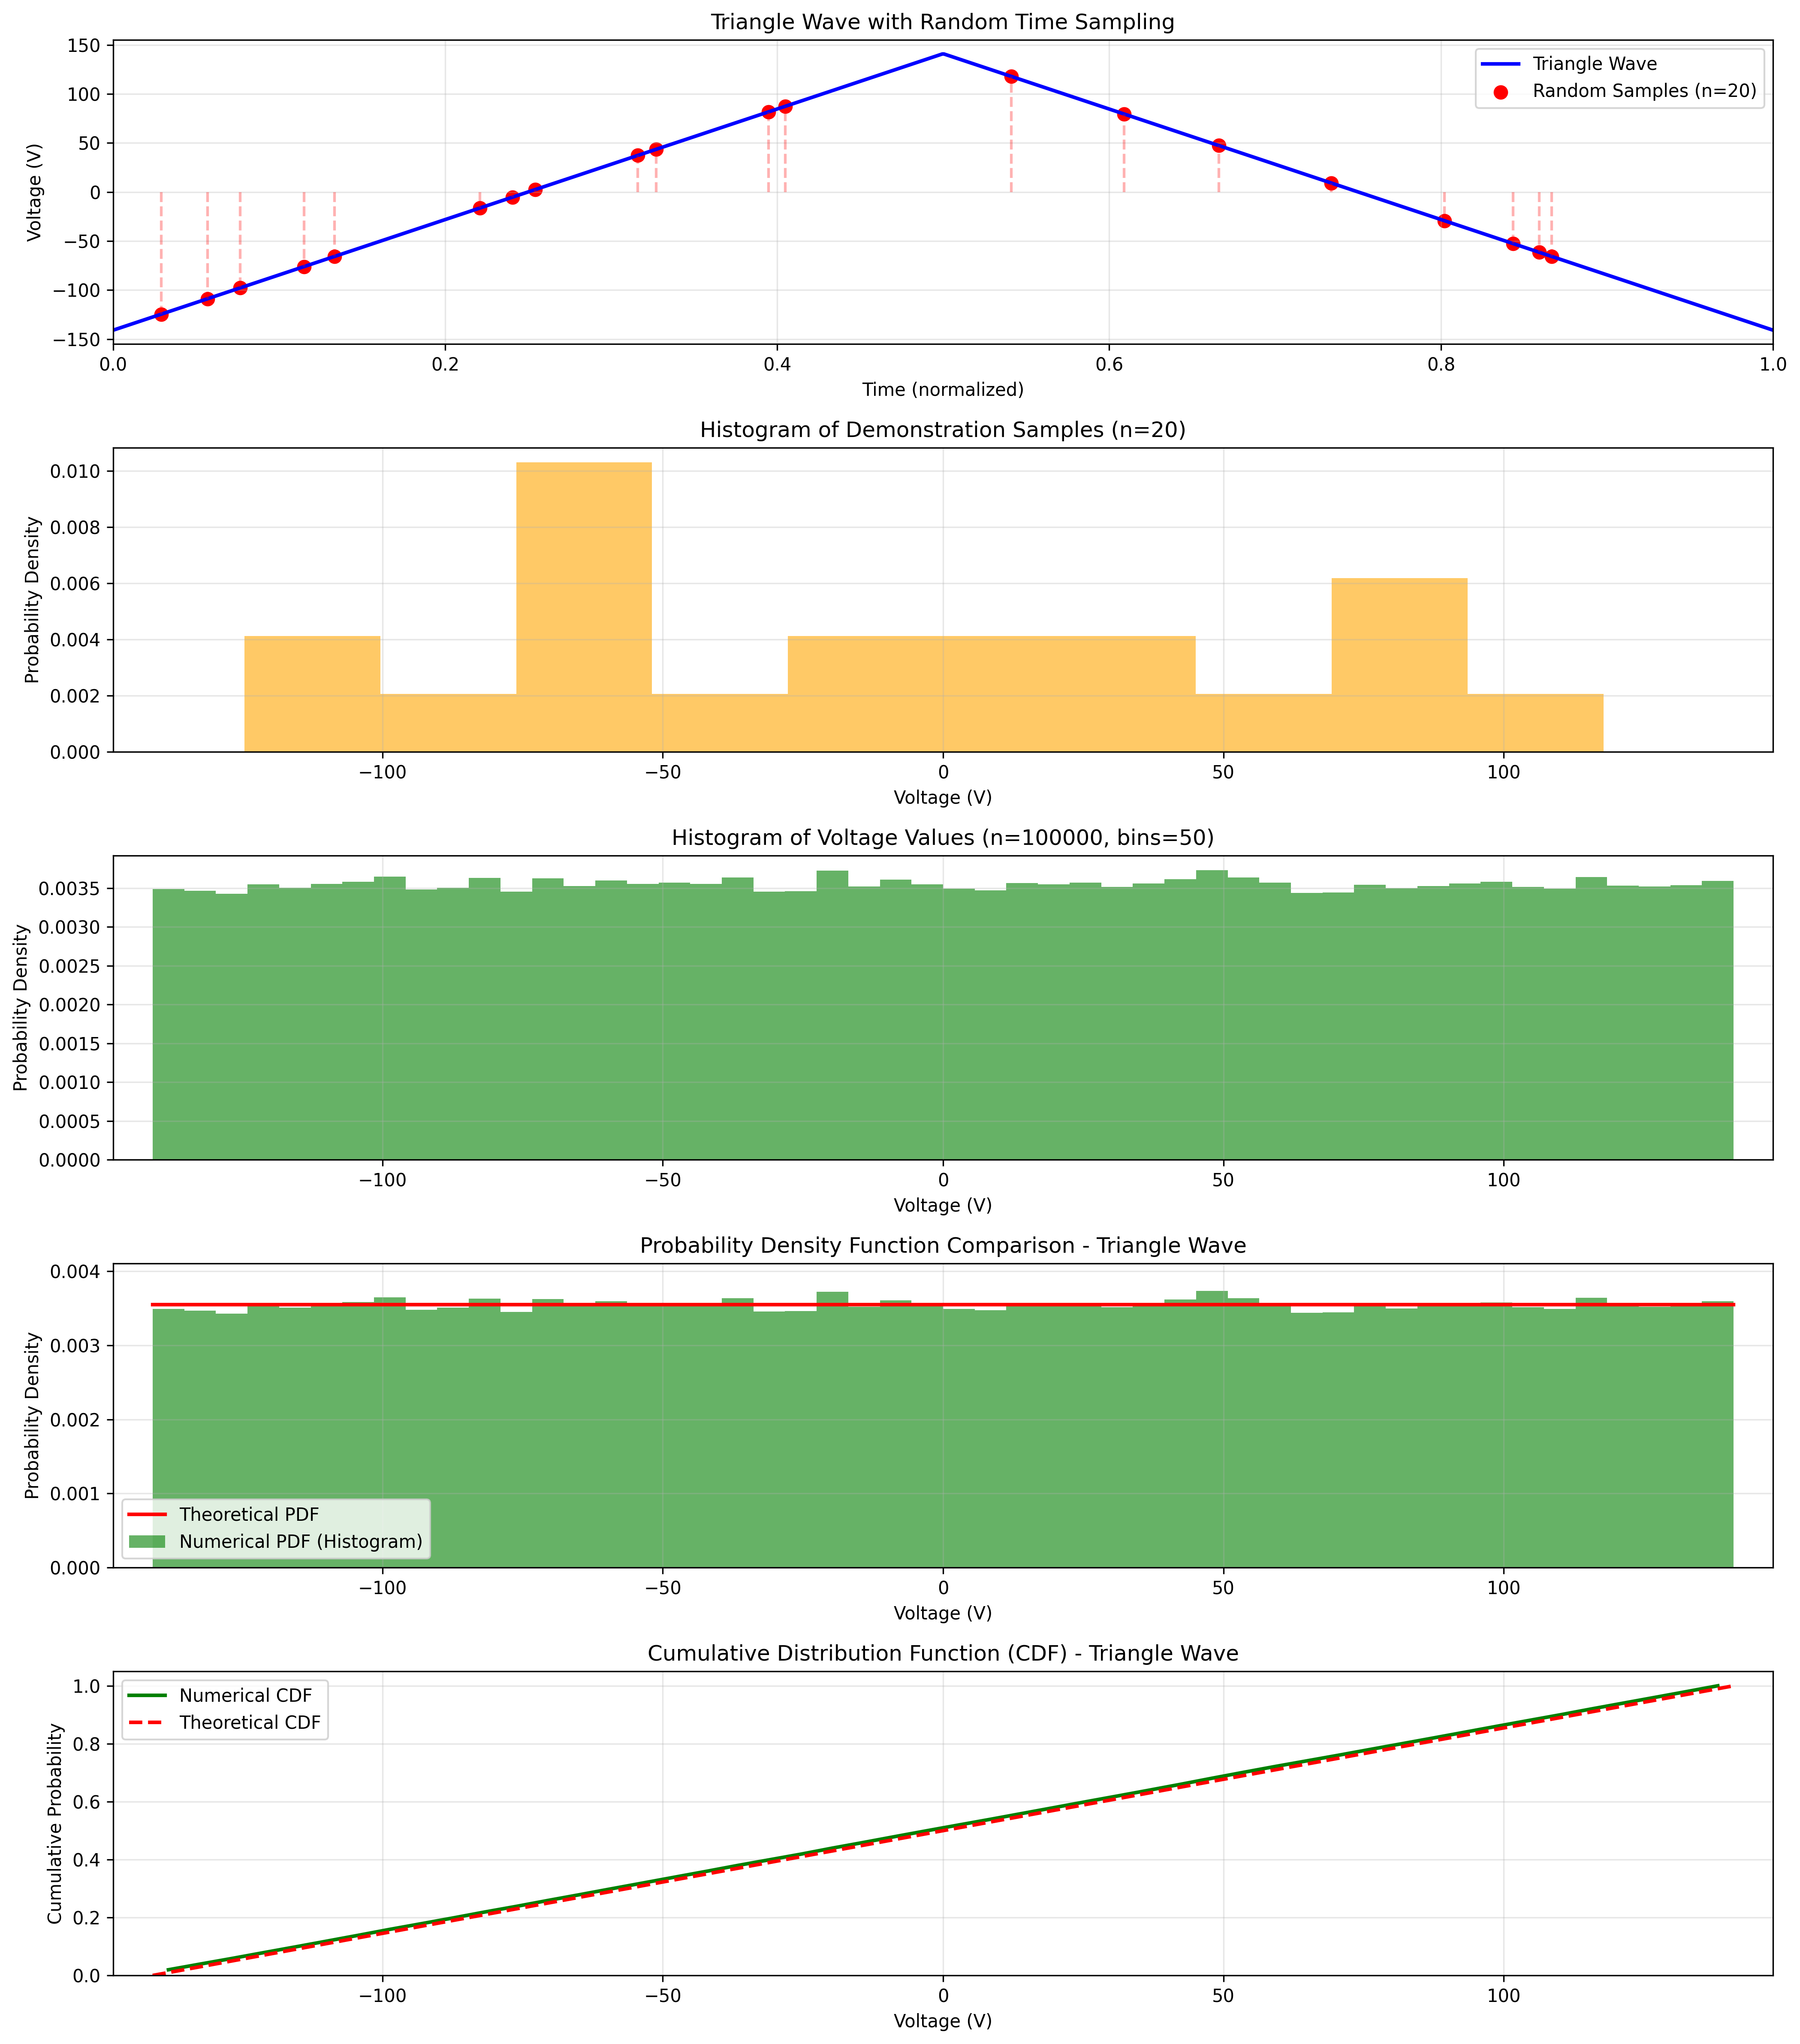 Triangle Wave with Random Time Sampling
150
100
50
0
−50
−100
−150
Voltage (V)
Triangle Wave
Random Samples (n=20)
0.0 0.2 0.4 0.6 0.8 1.0
Time (normalized)
Histogram of Demonstration Samples (n=20)
0.010
0.008
0.006
0.004
0.002
0.000
Probability Density
−100 −50 0 50 100
Voltage (V)
Histogram of Voltage Values (n=100000, bins=50)
0.0035
0.0030
0.0025
0.0020
0.0015
0.0010
0.0005
0.0000
Probability Density
−100 −50 0 50 100
Voltage (V)
Probability Density Function Comparison - Triangle Wave
0.004
0.003
0.002
0.001
0.000
Probability Density
Theoretical PDF
Numerical PDF (Histogram)
−100 −50 0 50 100
Voltage (V)
Cumulative Distribution Function (CDF) - Triangle Wave
1.0
0.8
0.6
0.4
0.2
0.0
Cumulative Probability
Numerical CDF
Theoretical CDF
−100 −50 0 50 100
Voltage (V)